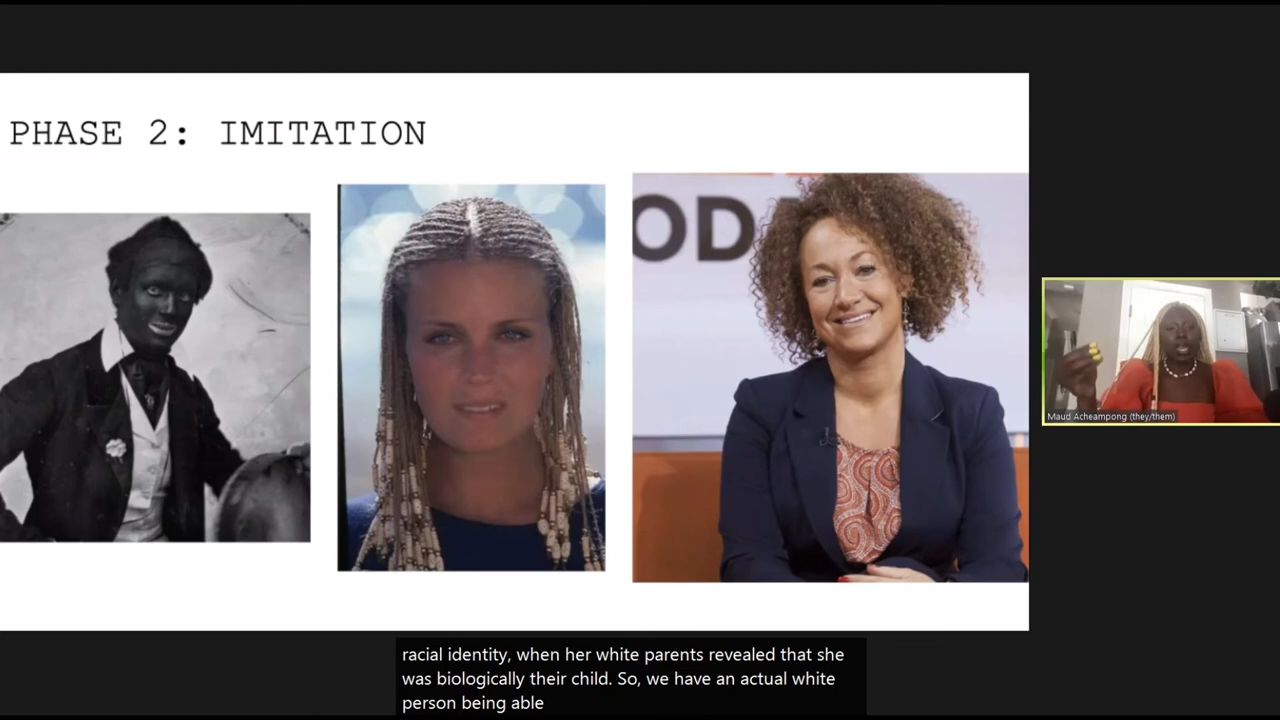 PHASE 2: IMITATION
ODA
Maud Acheampong (they/them)
racial identity, when her white parents revealed that she
was biologically their child. So, we have an actual white
person being able